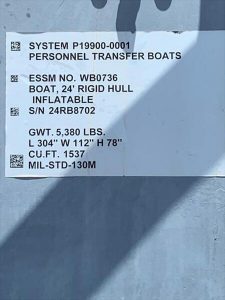 SYSTEM P19900-0001
PERSONNEL TRANSFER BOATS
ESSM NO. WB0736
BOAT, 24' RIGID HULL
INFLATABLE
S/N 24RB8702
GWT. 5,380 LBS.
L 304" W 112" H 78"
CU.FT. 1537
MIL-STD-130M